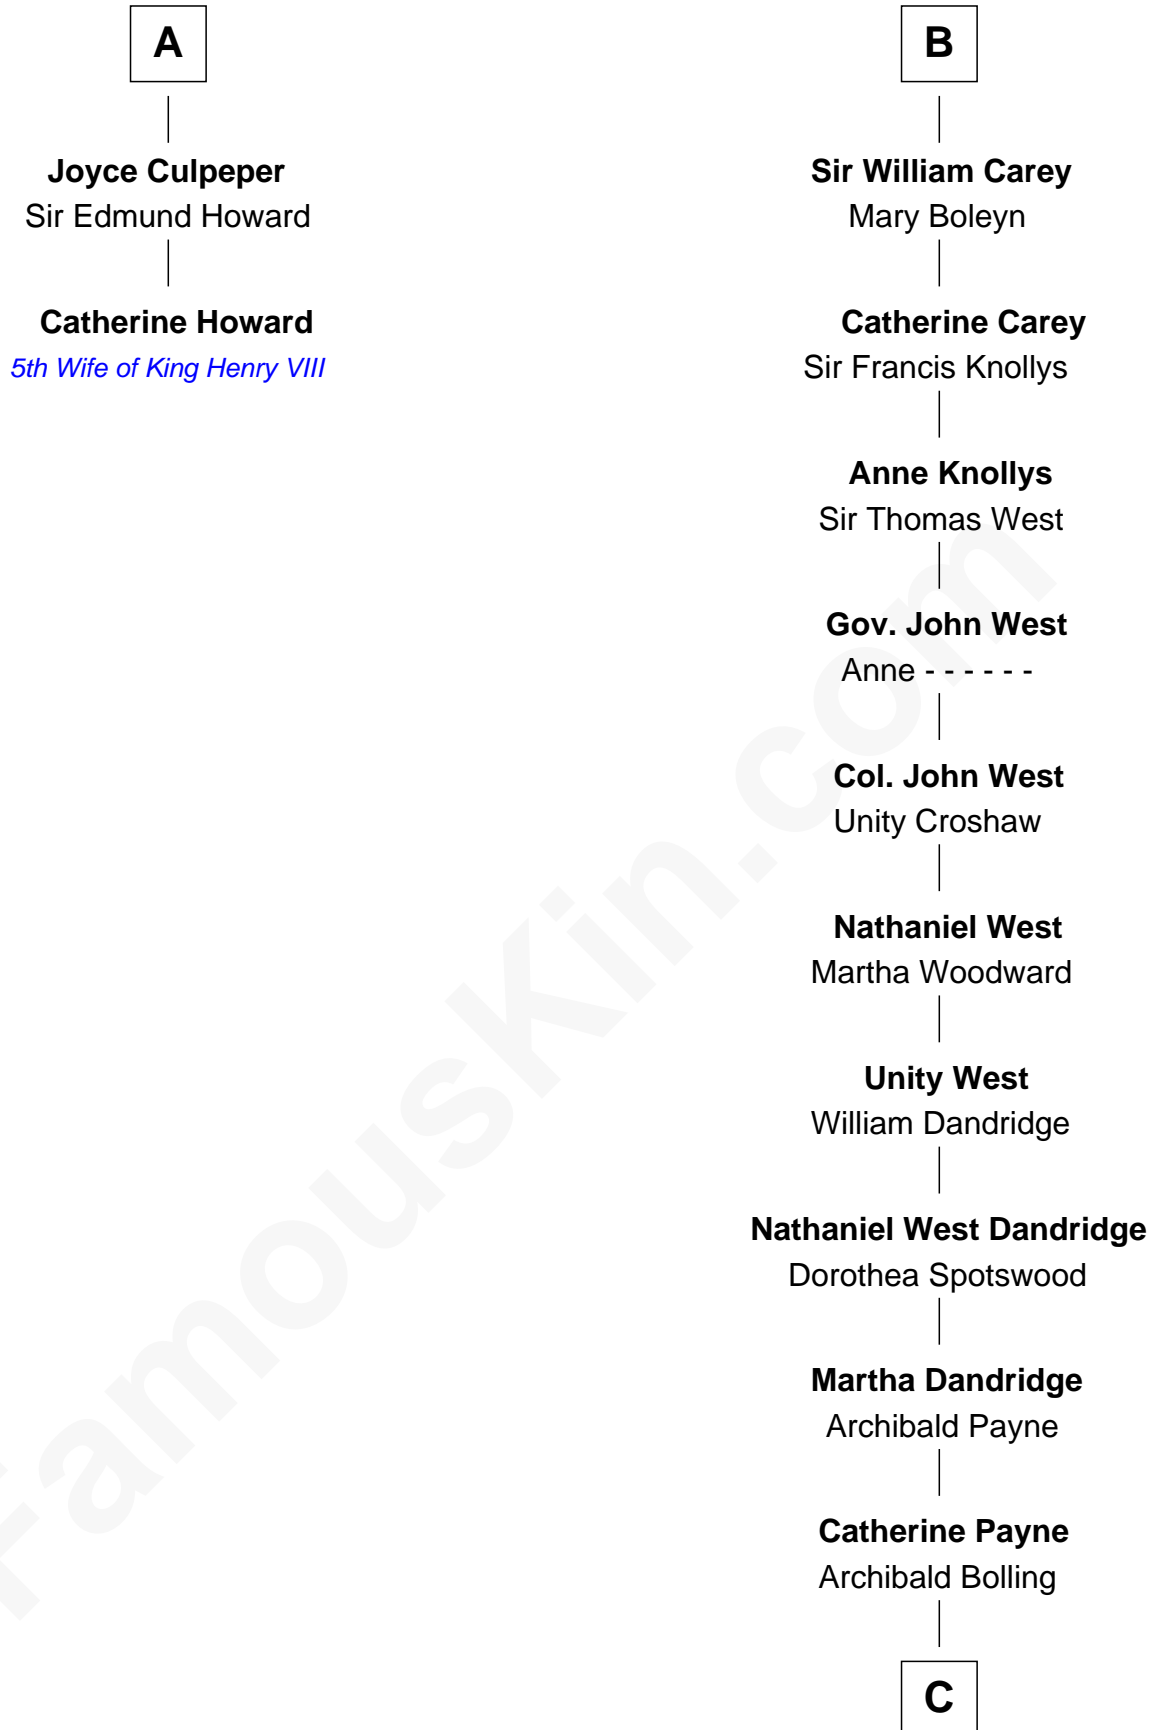 A
Joyce Culpeper
Sir Edmund Howard
Catherine Howard
5th Wife of King Henry VIII
B
Sir William Carey
Mary Boleyn
Catherine Carey
Sir Francis Knollys
Anne Knollys
Sir Thomas West
Gov. John West
Anne - - - - - -
Col. John West
Unity Croshaw
Nathaniel West
Martha Woodward
Unity West
William Dandridge
Nathaniel West Dandridge
Dorothea Spotswood
Martha Dandridge
Archibald Payne
Catherine Payne
Archibald Bolling
C
FamousKin.com